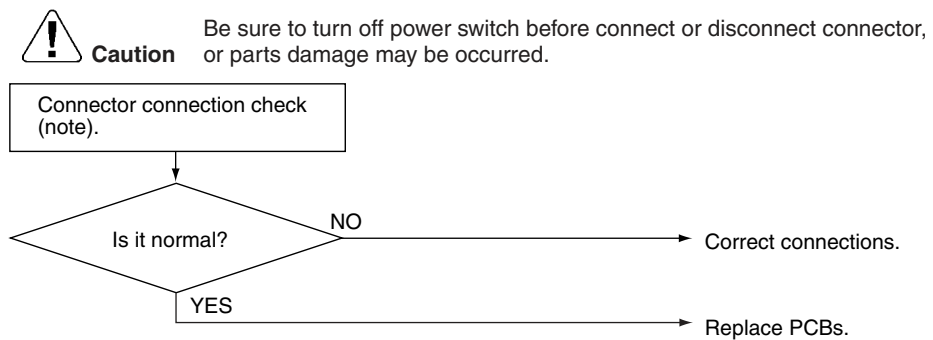 Be sure to turn off power switch before connect or disconnect connector,
Caution or parts damage may be occurred.
Connector connection check
(note).
Is it normal?
NO
Correct connections.
YES
Replace PCBs.